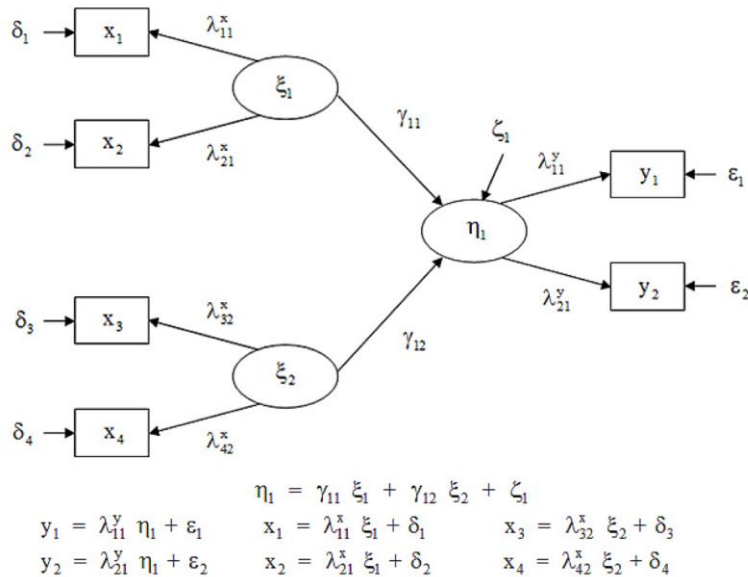 δ₁ x₁ λ₁₁ˣ
ξ₁
δ₂ x₂ λ₂₁ˣ
γ₁₁
ζ₁
λ₁₁ʸ y₁ ε₁
η₁
λ₂₁ʸ y₂ ε₂
δ₃ x₃ λ₃₂ˣ
γ₁₂
ξ₂
δ₄ x₄ λ₄₂ˣ
η₁ = γ₁₁ ξ₁ + γ₁₂ ξ₂ + ζ₁
y₁ = λ₁₁ʸ η₁ + ε₁ x₁ = λ₁₁ˣ ξ₁ + δ₁ x₃ = λ₃₂ˣ ξ₂ + δ₃
y₂ = λ₂₁ʸ η₁ + ε₂ x₂ = λ₂₁ˣ ξ₁ + δ₂ x₄ = λ₄₂ˣ ξ₂ + δ₄